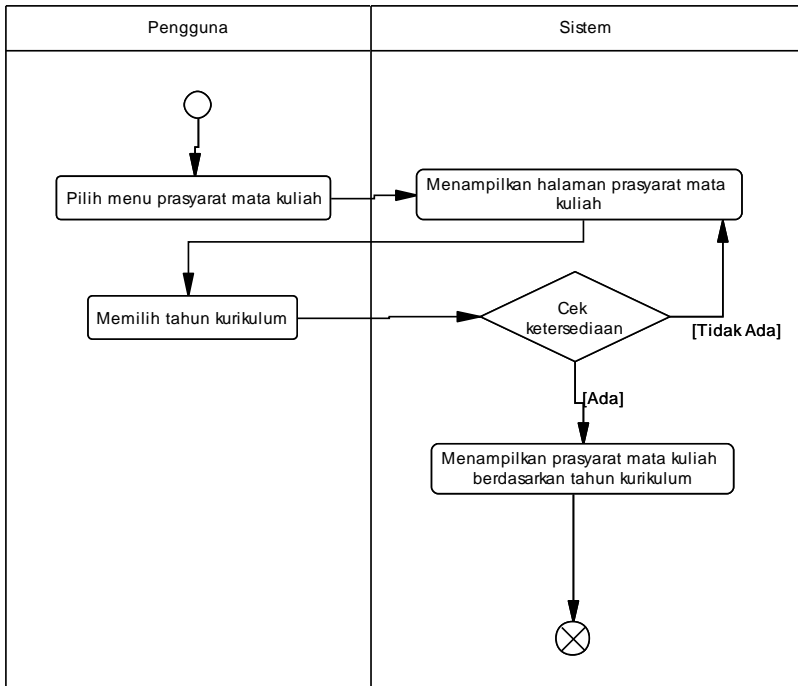 Pengguna
Sistem
Pilih menu prasyarat mata kuliah
Menampilkan halaman prasyarat mata
kuliah
Memilih tahun kurikulum
Cek
ketersediaan
[Tidak Ada]
[Ada]
Menampilkan prasyarat mata kuliah
berdasarkan tahun kurikulum